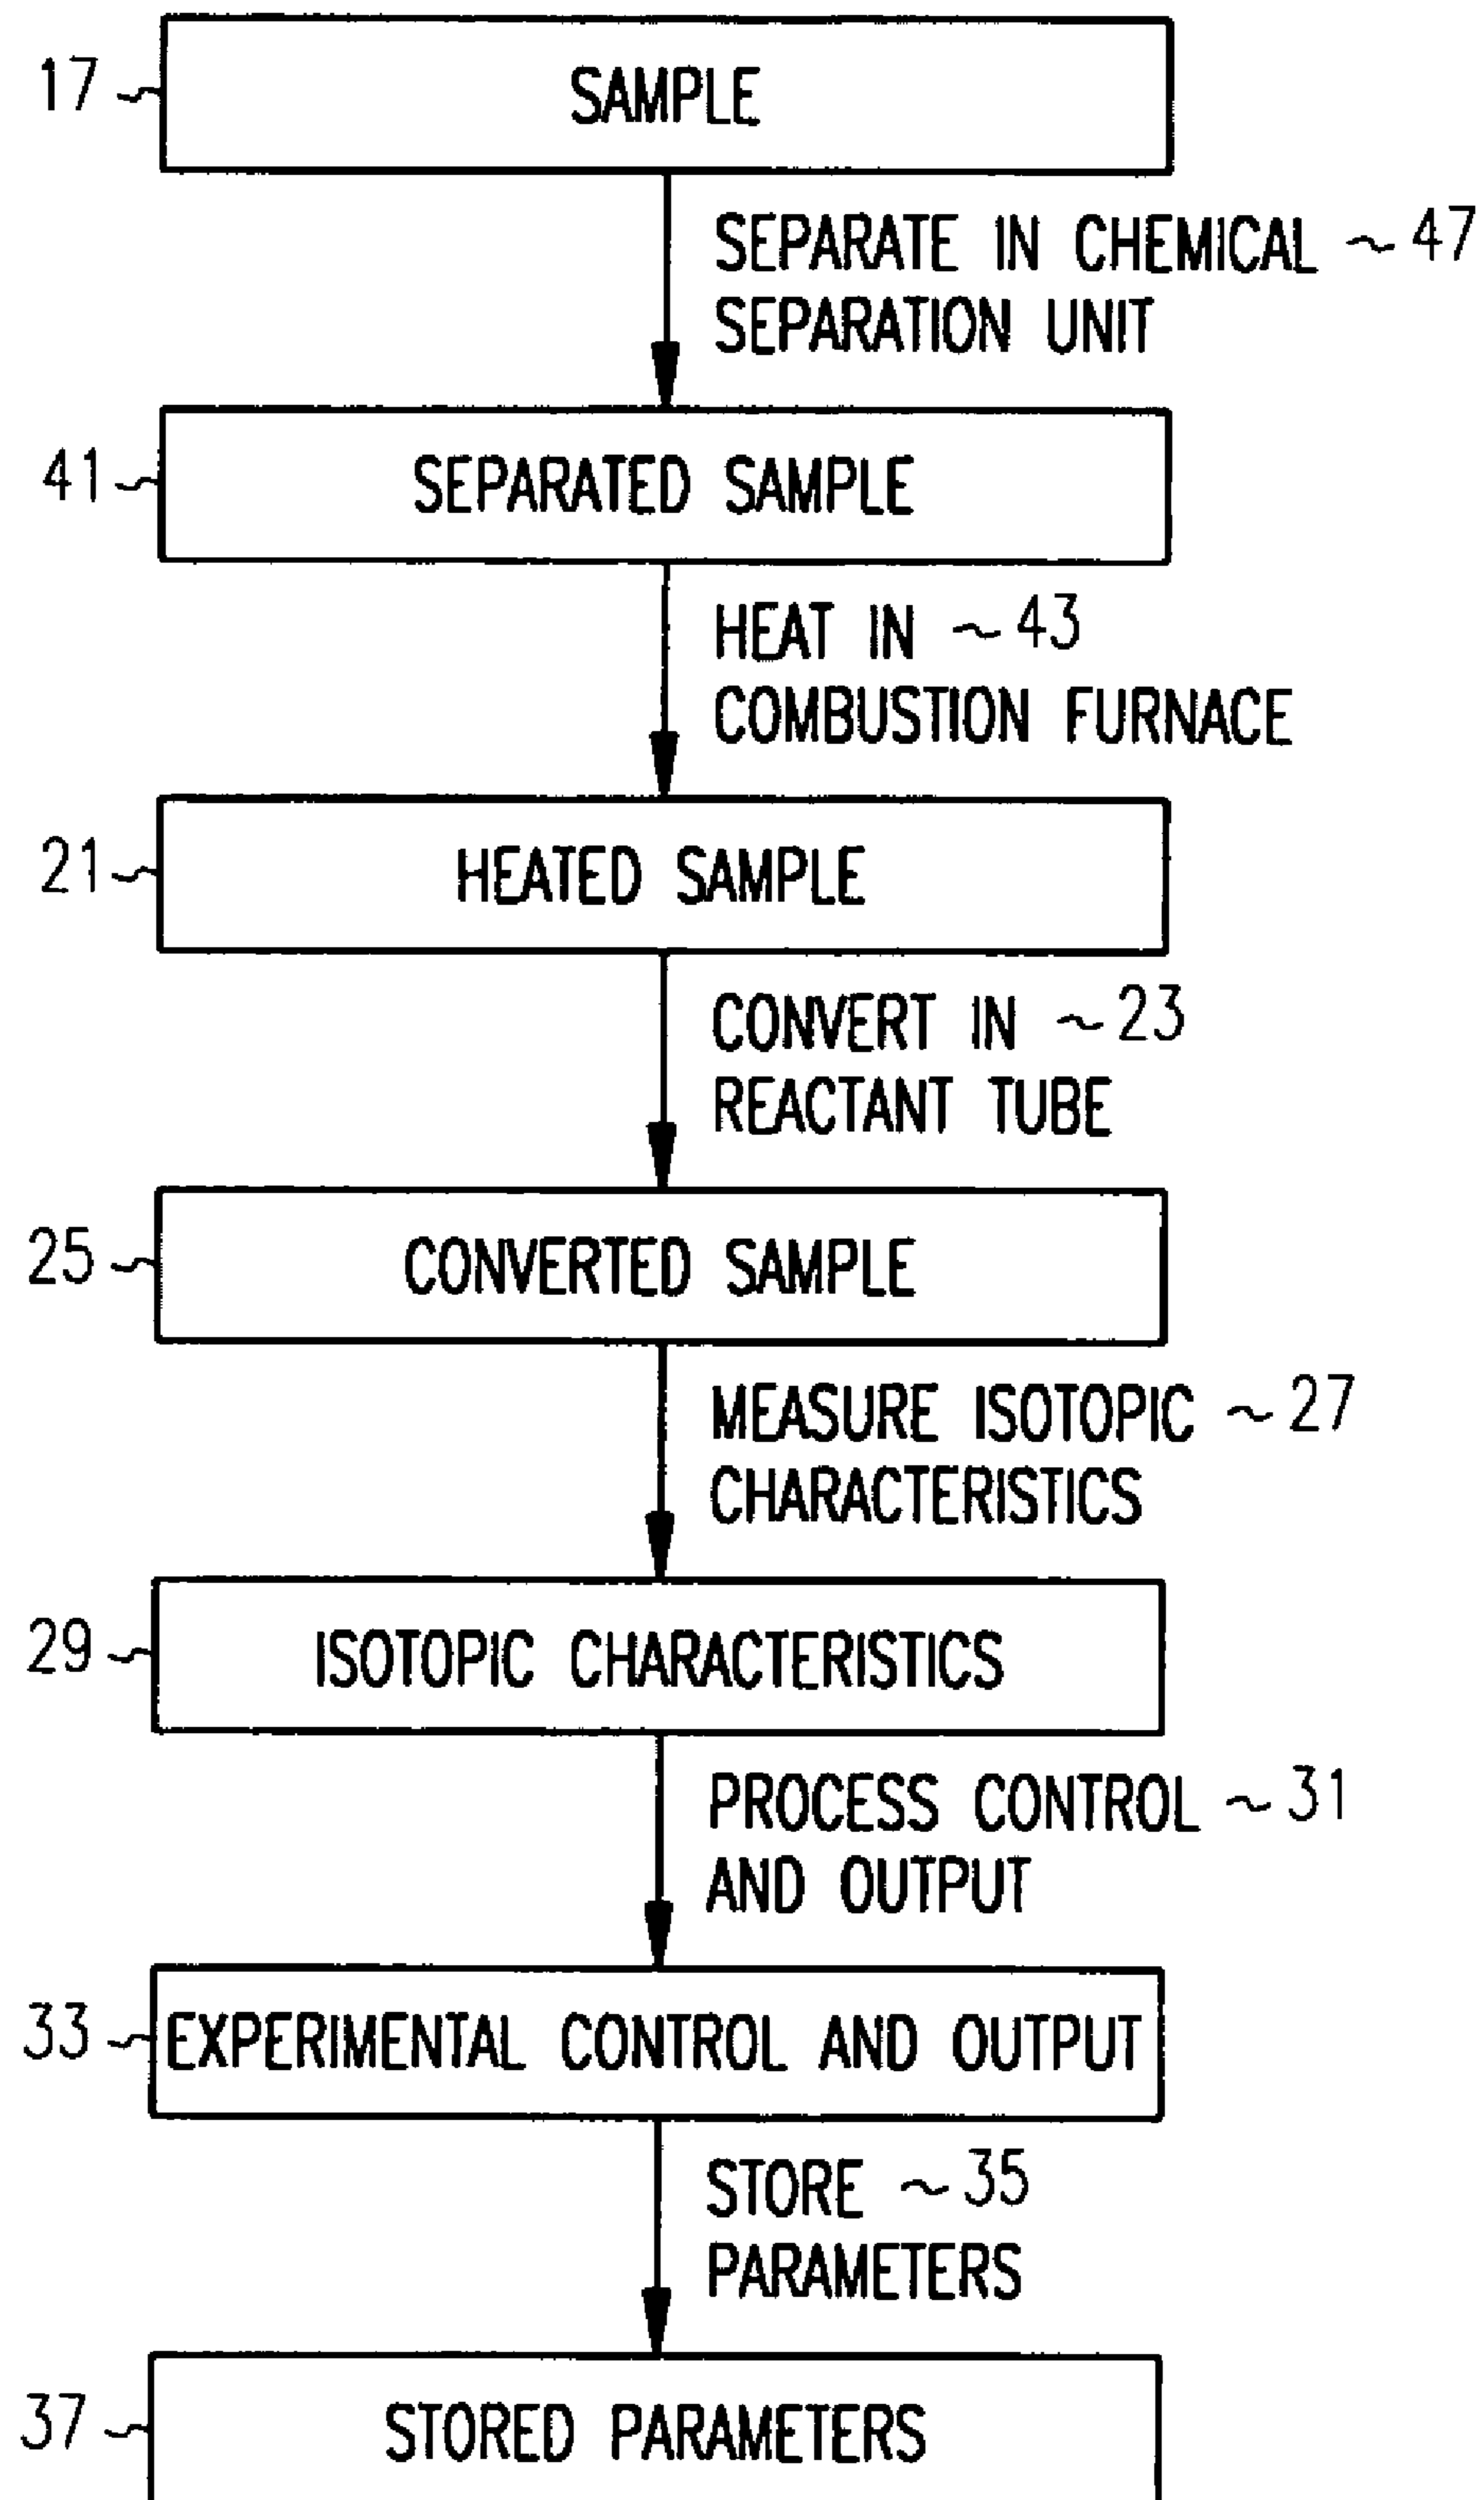 17 ~ SAMPLE
SEPARATE IN CHEMICAL ~47
SEPARATION UNIT
41 ~ SEPARATED SAMPLE
HEAT IN ~43
COMBUSTION FURNACE
21 ~ HEATED SAMPLE
CONVERT IN ~23
REACTANT TUBE
25 ~ CONVERTED SAMPLE
MEASURE ISOTOPIC ~27
CHARACTERISTICS
29 ~ ISOTOPIC CHARACTERISTICS
PROCESS CONTROL ~31
AND OUTPUT
33 ~ EXPERIMENTAL CONTROL AND OUTPUT
STORE ~35
PARAMETERS
37 ~ STORED PARAMETERS